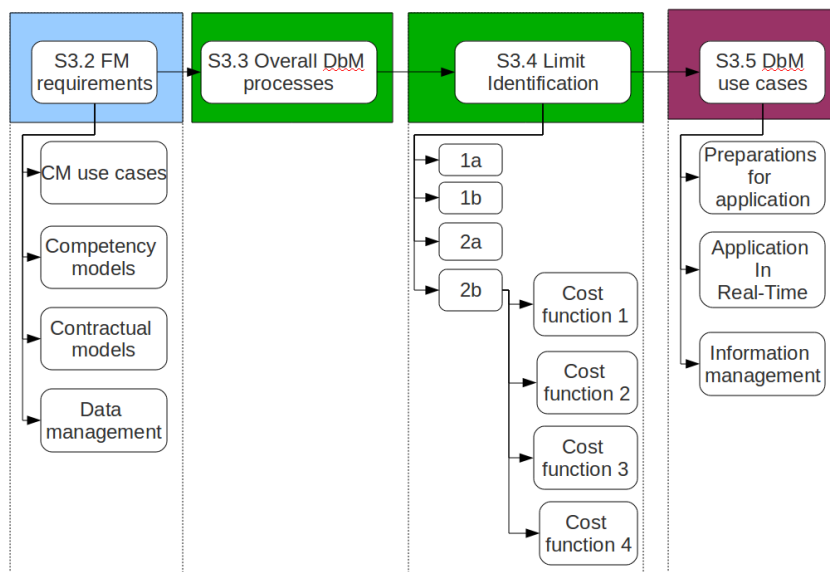 S3.2 FM
requirements
S3.3 Overall DbM
processes
S3.4 Limit
Identification
S3.5 DbM
use cases
CM use cases
Competency
models
Contractual
models
Data
management
1a
1b
2a
2b
Cost
function 1
Cost
function 2
Cost
function 3
Cost
function 4
Preparations
for
application
Application
In
Real-Time
Information
management